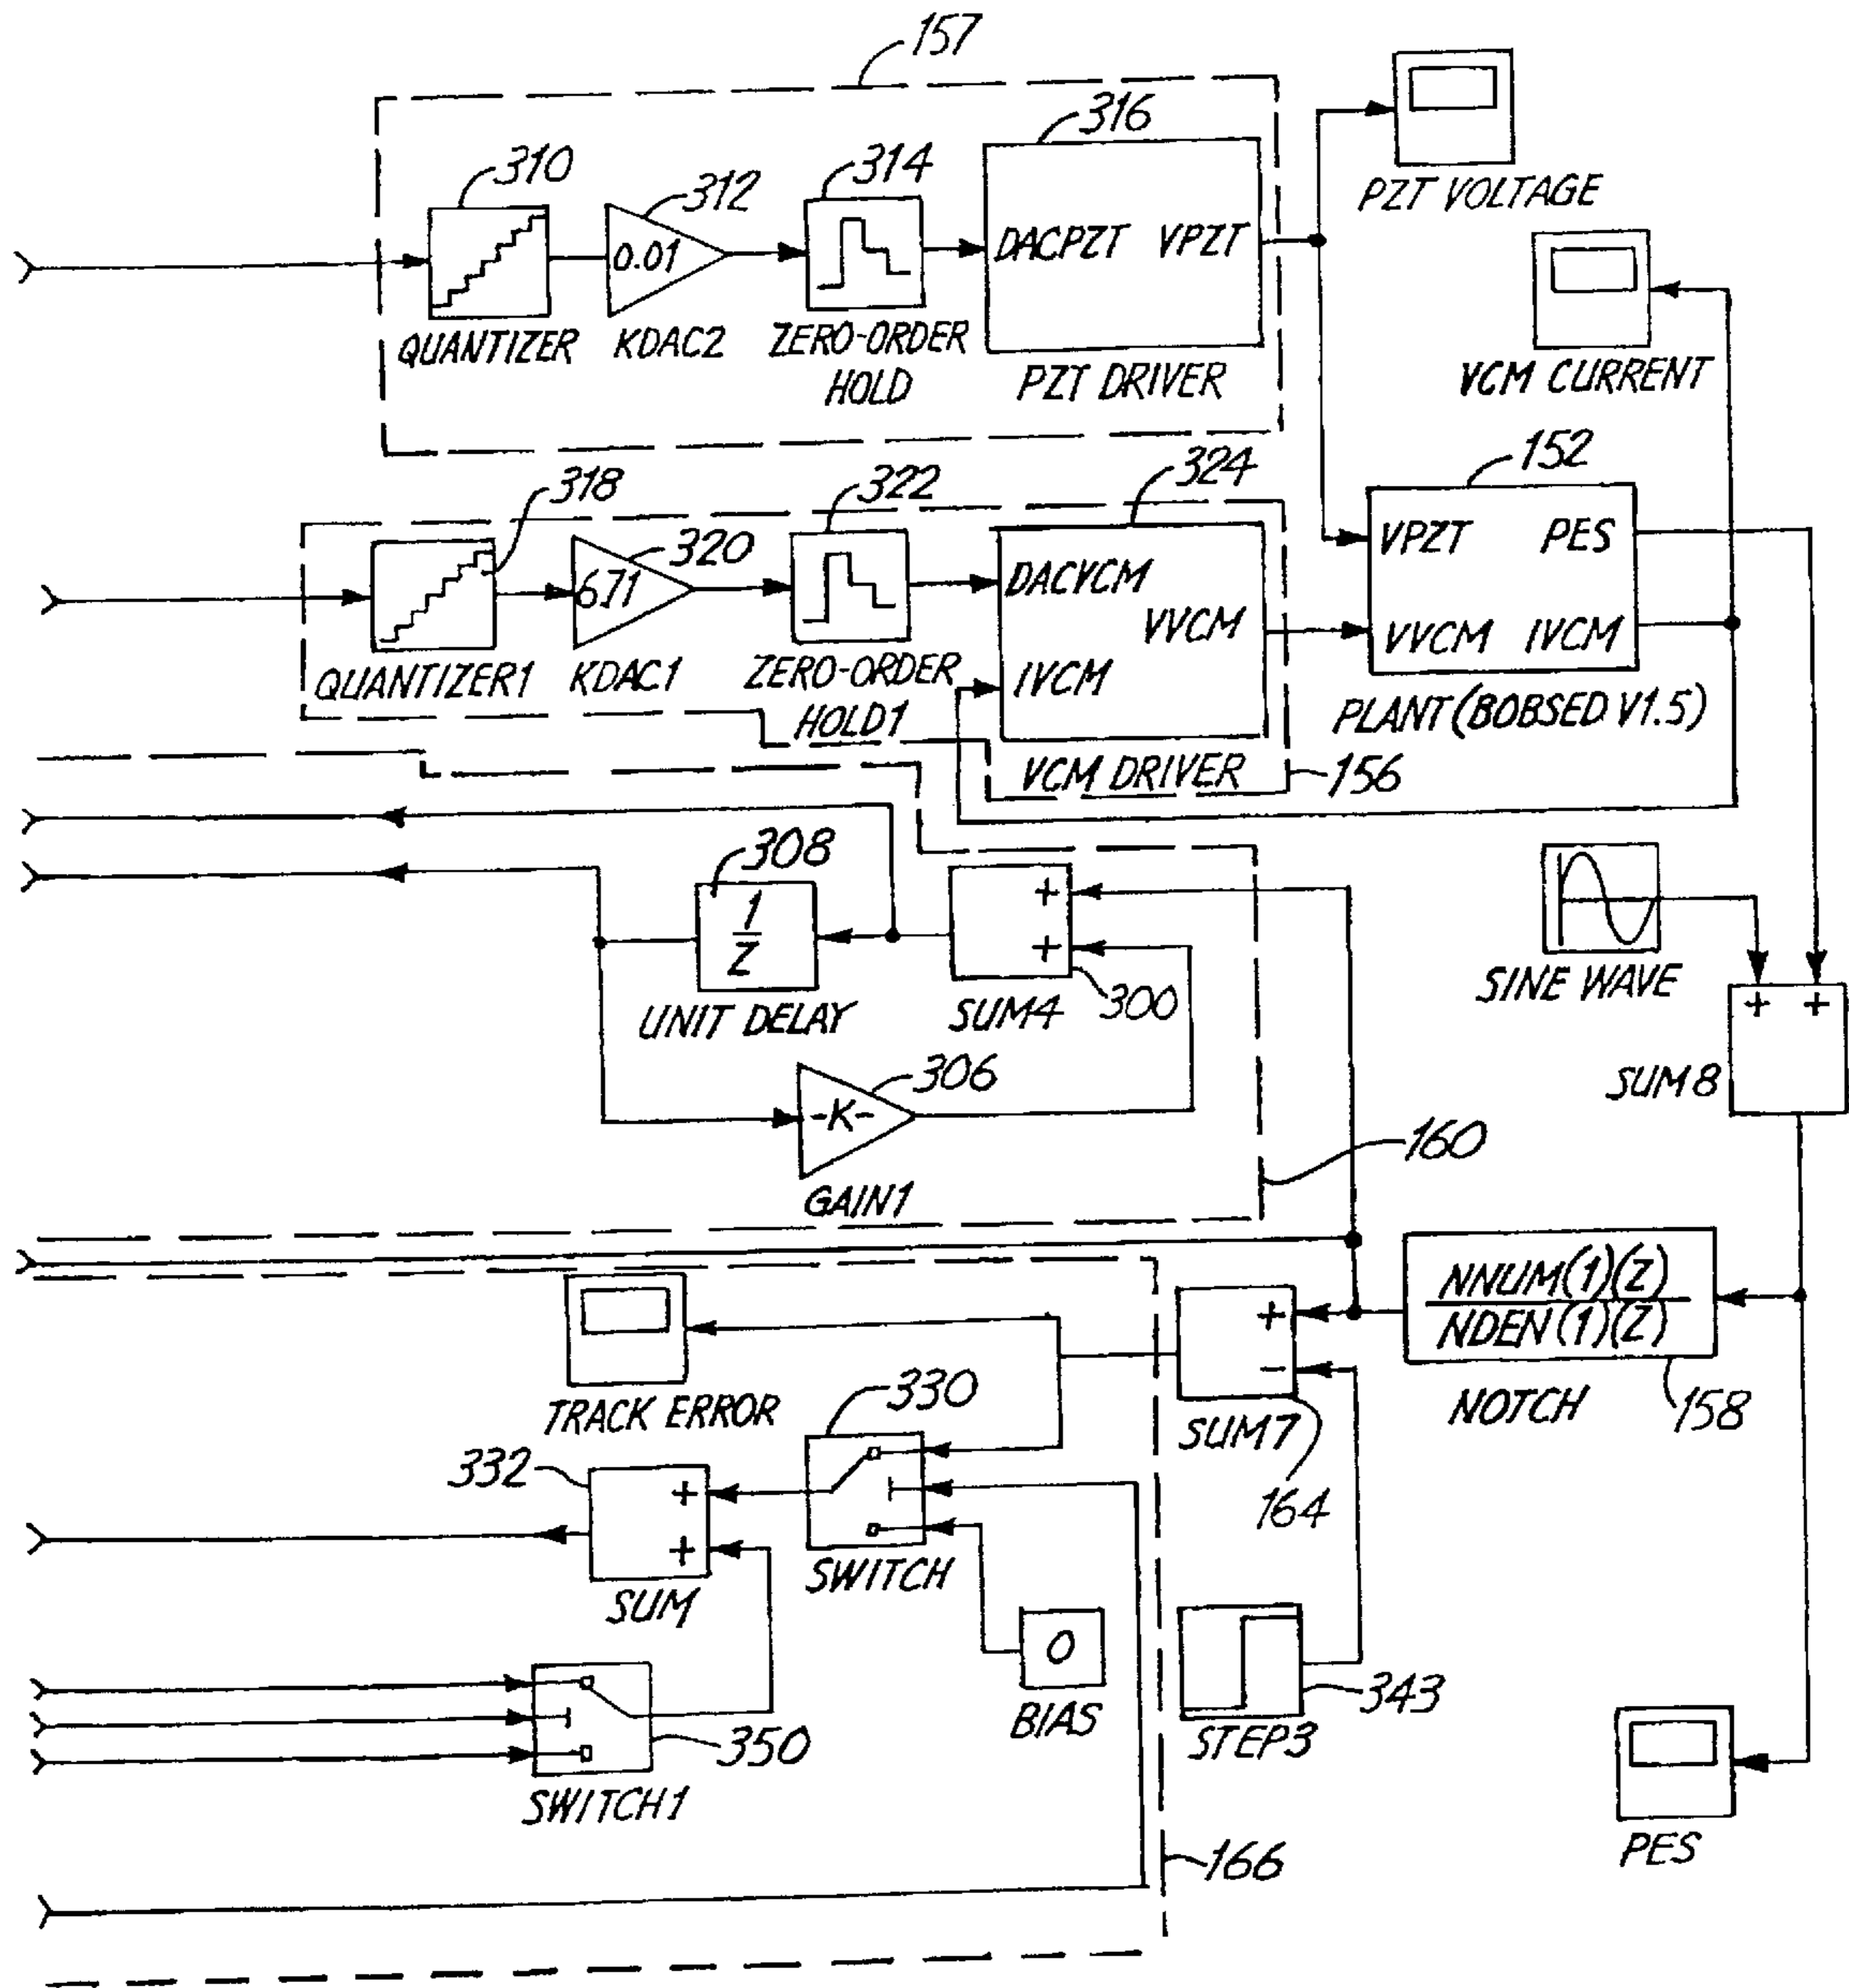 157
316
310
312
314
0.01
DACPZT VPZT
QUANTIZER
KDAC2
ZERO-ORDER
HOLD
PZT DRIVER
PZT VOLTAGE
VCM CURRENT
318
320
322
324
152
6.71
DACVCM
VVCM
IVCM
VPZT PES
VVCM IVCM
QUANTIZER1
KDAC1
ZERO-ORDER
HOLD1
VCM DRIVER
156
PLANT (BOBSED V1.5)
308
1
Z
UNIT DELAY
+
+
SUM4
300
SINE WAVE
+ +
SUM8
306
-K-
GAIN1
160
NNUM(1)(Z)
NDEN(1)(Z)
NOTCH
158
+
-
SUM7
164
TRACK ERROR
330
332
+
+
SUM
SWITCH
0
BIAS
STEP3
343
350
SWITCH1
166
PES